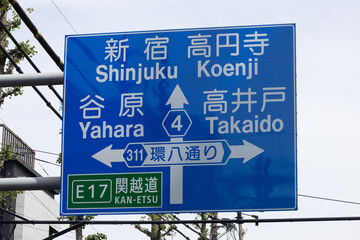 新宿 高円寺
Shinjuku Koenji
谷原 高井戸
Yahara Takaido
4
311 環八通り
E17 関越道
KAN-ETSU